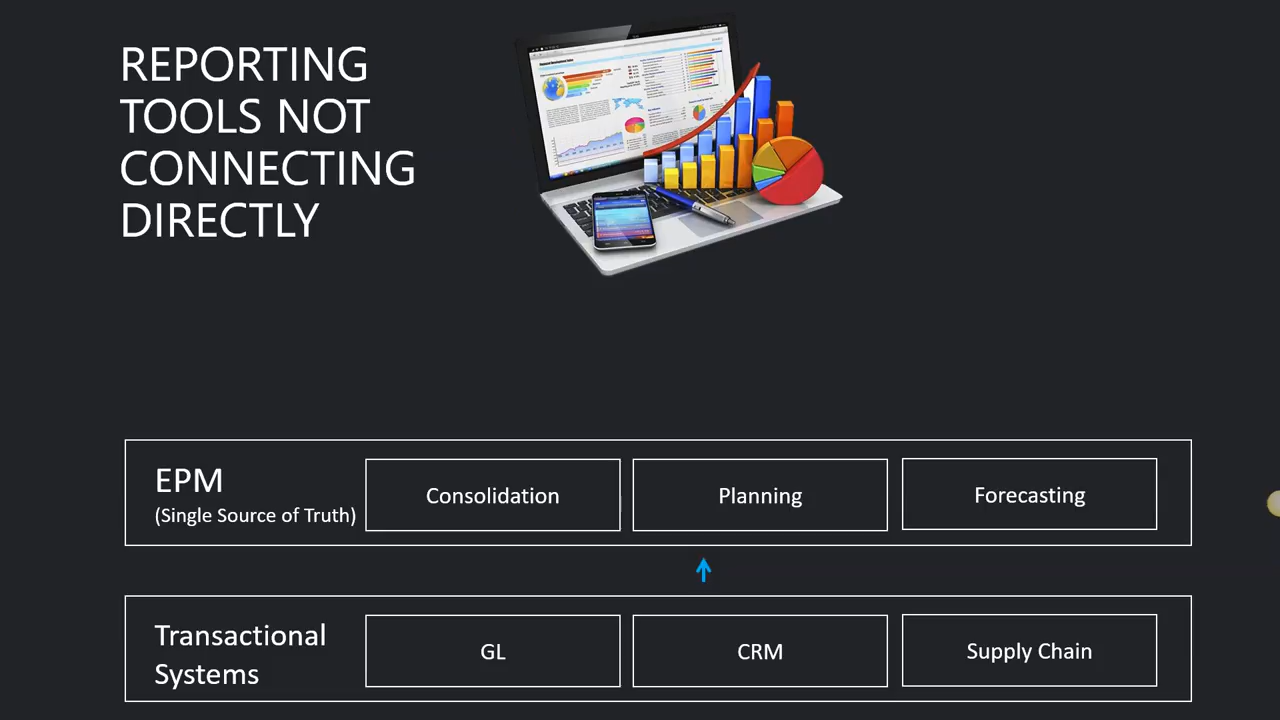 REPORTING
TOOLS NOT
CONNECTING
DIRECTLY
EPM
(Single Source of Truth)
Consolidation
Planning
Forecasting
Transactional
Systems
GL
CRM
Supply Chain